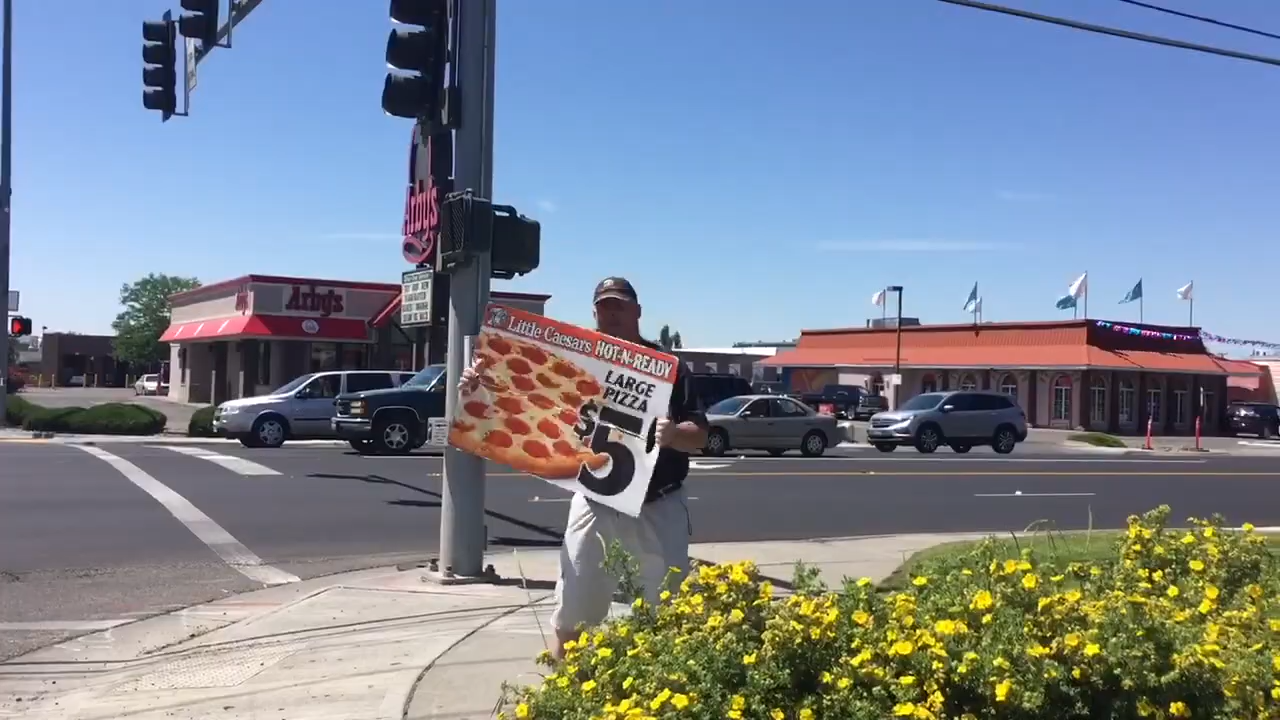 Arby's
Arby's
Little Caesars HOT-N-READY
LARGE
PIZZA
$5